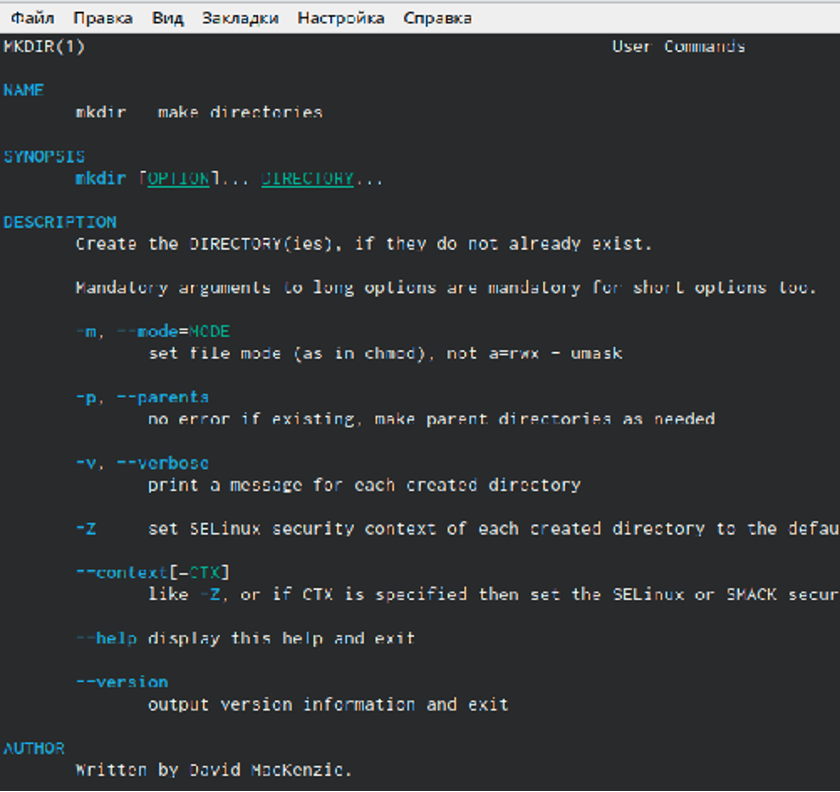 Файл Правка Вид Закладки Настройка Справка
MKDIR(1) User Commands
NAME
mkdir make directories
SYNOPSIS
mkdir [OPTION]... DIRECTORY...
DESCRIPTION
Create the DIRECTORY(ies), if they do not already exist.
Mandatory arguments to long options are mandatory for short options too.
-m, --mode=MODE
set file mode (as in chmod), not a=rwx - umask
-p, --parents
no error if existing, make parent directories as needed
-v, --verbose
print a message for each created directory
-Z set SELinux security context of each created directory to the defau
--context[=CTX]
like -Z, or if CTX is specified then set the SELinux or SMACK secur
--help display this help and exit
--version
output version information and exit
AUTHOR
Written by David MacKenzie.